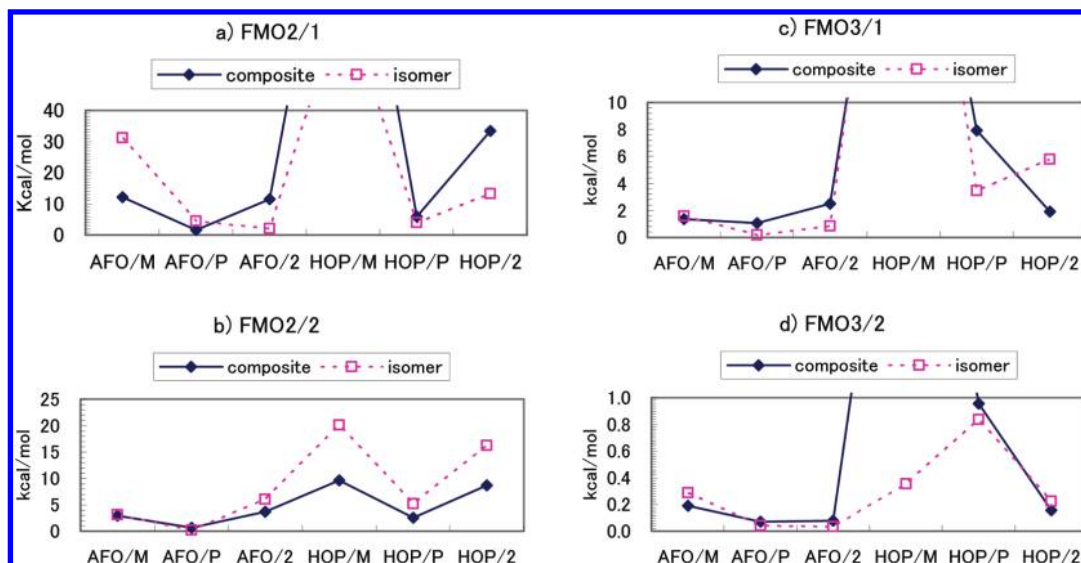 a) FMO2/1
composite isomer
Kcal/mol
40
30
20
10
0
AFO/M AFO/P AFO/2 HOP/M HOP/P HOP/2
b) FMO2/2
composite isomer
kcal/mol
25
20
15
10
5
0
AFO/M AFO/P AFO/2 HOP/M HOP/P HOP/2
c) FMO3/1
composite isomer
kcal/mol
10
8
6
4
2
0
AFO/M AFO/P AFO/2 HOP/M HOP/P HOP/2
d) FMO3/2
composite isomer
kcal/mol
1.0
0.8
0.6
0.4
0.2
0.0
AFO/M AFO/P AFO/2 HOP/M HOP/P HOP/2